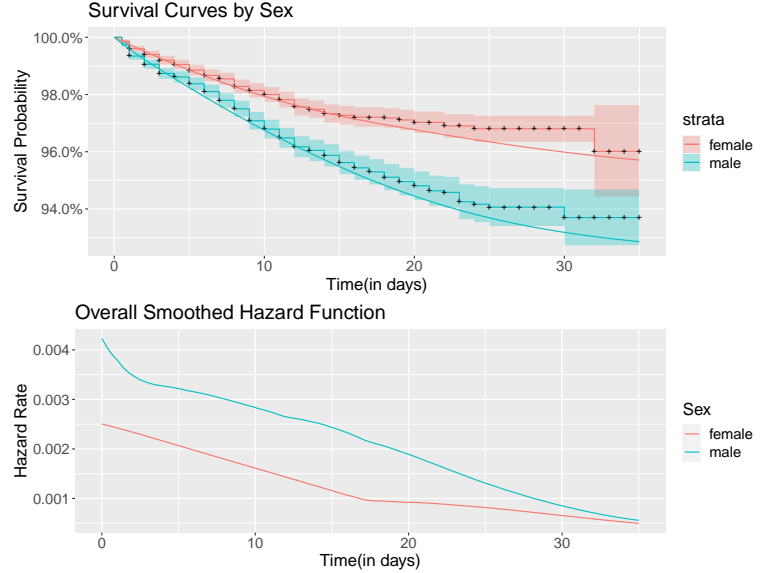 Survival Curves by Sex
Survival Probability
100.0%
98.0%
96.0%
94.0%
0
10
20
30
Time(in days)
strata
female
male
Overall Smoothed Hazard Function
Hazard Rate
0.004
0.003
0.002
0.001
0
10
20
30
Time(in days)
Sex
female
male